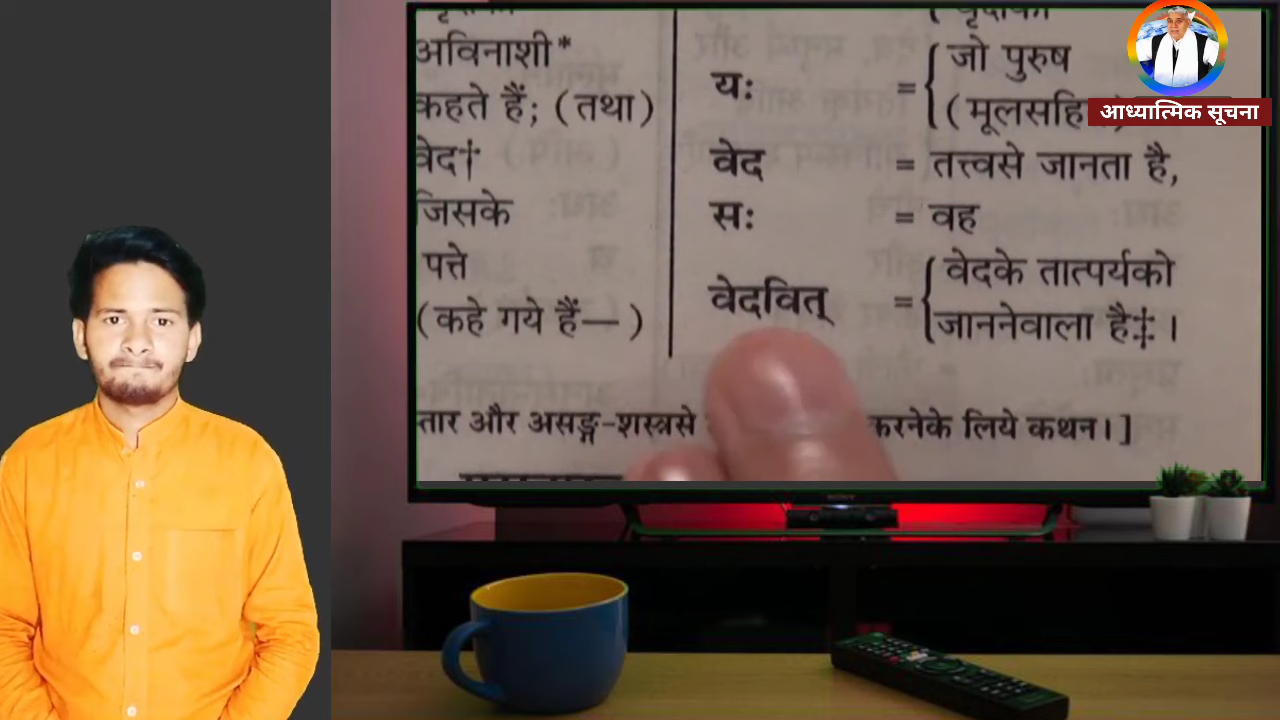 अविनाशी*
कहते हैं; (तथा)
वेद†
जिसके
पत्ते
(कहे गये हैं—)
यः = { जो पुरुष
(मूलसहि
वेद = तत्त्वसे जानता है,
सः = वह
वेदवित् = { वेदके तात्पर्यको
जाननेवाला है‡।
तार और असङ्ग-शस्त्रसे करनेके लिये कथन।]
आध्यात्मिक सूचना
SONY